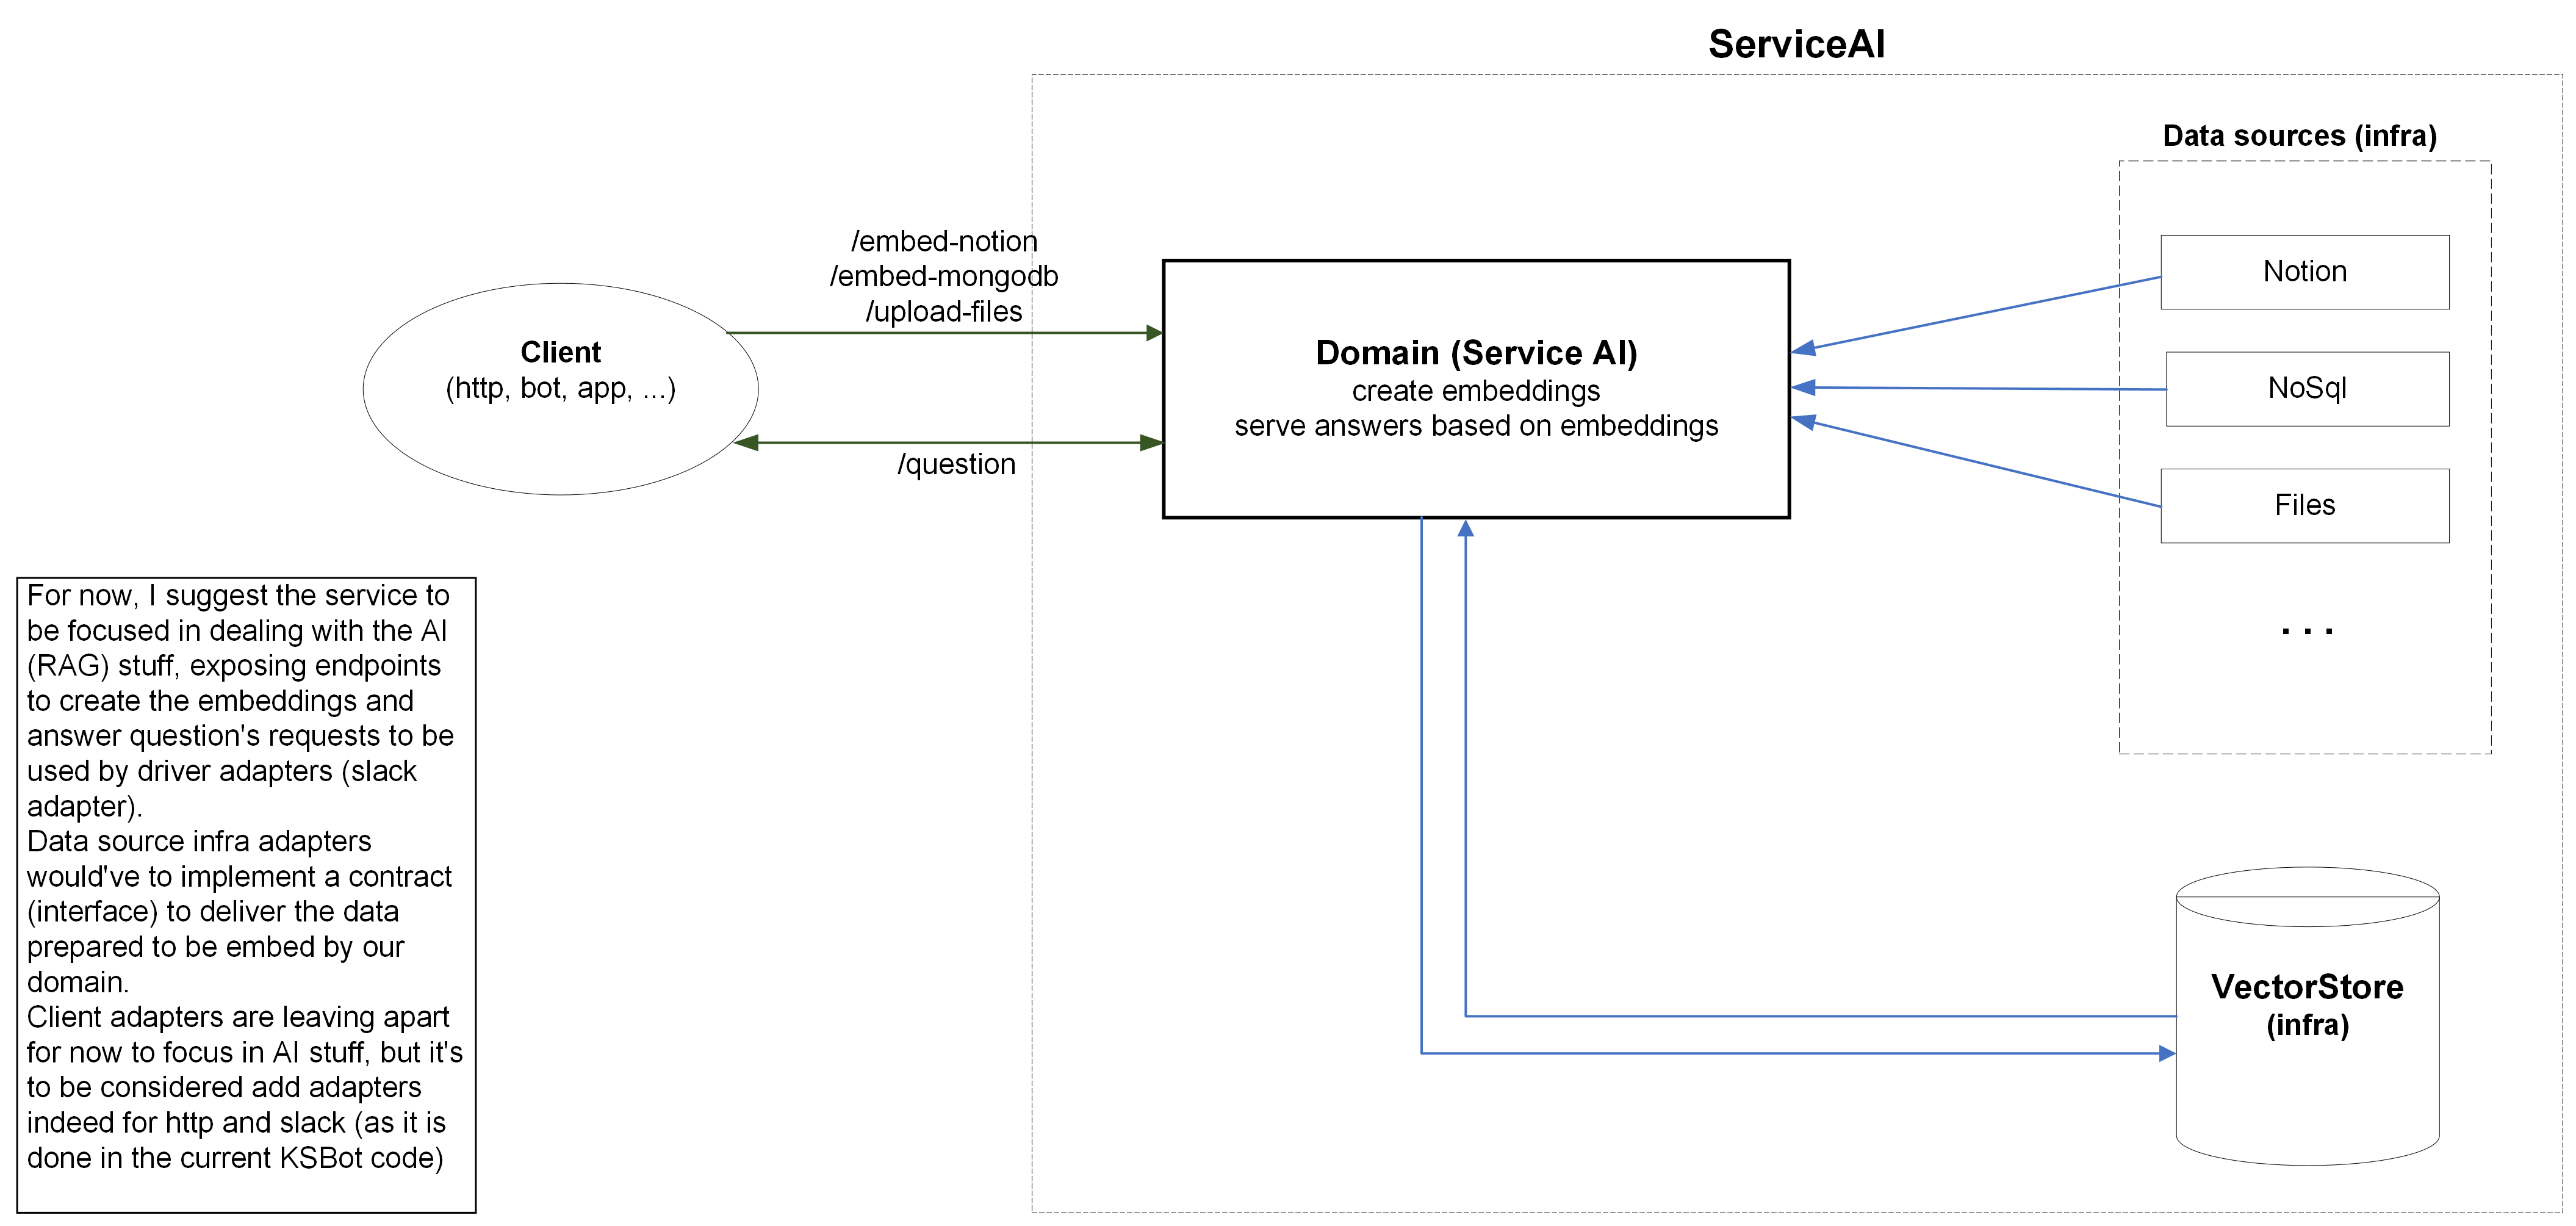 ServiceAI
Data sources (infra)
/embed-notion
/embed-mongodb
/upload-files
Client
(http, bot, app, ...)
/question
Domain (Service AI)
create embeddings
serve answers based on embeddings
Notion
NoSql
Files
. . .
For now, I suggest the service to
be focused in dealing with the AI
(RAG) stuff, exposing endpoints
to create the embeddings and
answer question's requests to be
used by driver adapters (slack
adapter).
Data source infra adapters
would've to implement a contract
(interface) to deliver the data
prepared to be embed by our
domain.
Client adapters are leaving apart
for now to focus in AI stuff, but it's
to be considered add adapters
indeed for http and slack (as it is
done in the current KSBot code)
VectorStore
(infra)